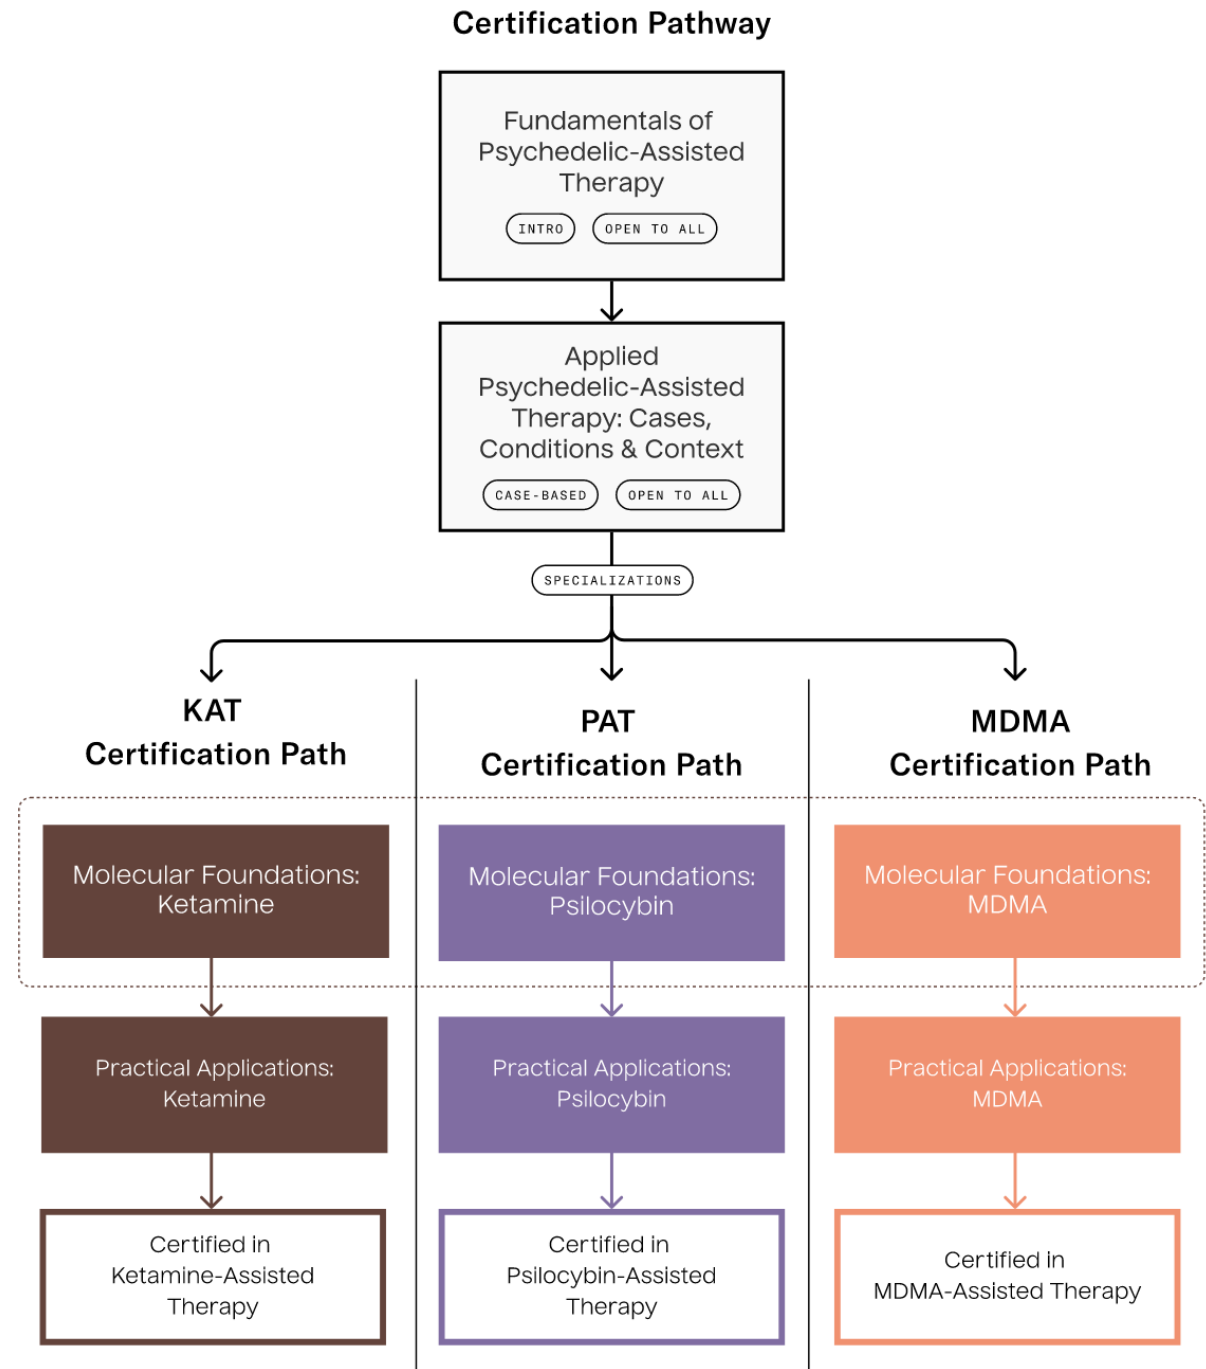 Certification Pathway
Fundamentals of
Psychedelic-Assisted
Therapy
INTRO
OPEN TO ALL
Applied
Psychedelic-Assisted
Therapy: Cases,
Conditions & Context
CASE-BASED
OPEN TO ALL
SPECIALIZATIONS
KAT
Certification Path
PAT
Certification Path
MDMA
Certification Path
Molecular Foundations:
Ketamine
Molecular Foundations:
Psilocybin
Molecular Foundations:
MDMA
Practical Applications:
Ketamine
Practical Applications:
Psilocybin
Practical Applications:
MDMA
Certified in
Ketamine-Assisted
Therapy
Certified in
Psilocybin-Assisted
Therapy
Certified in
MDMA-Assisted Therapy